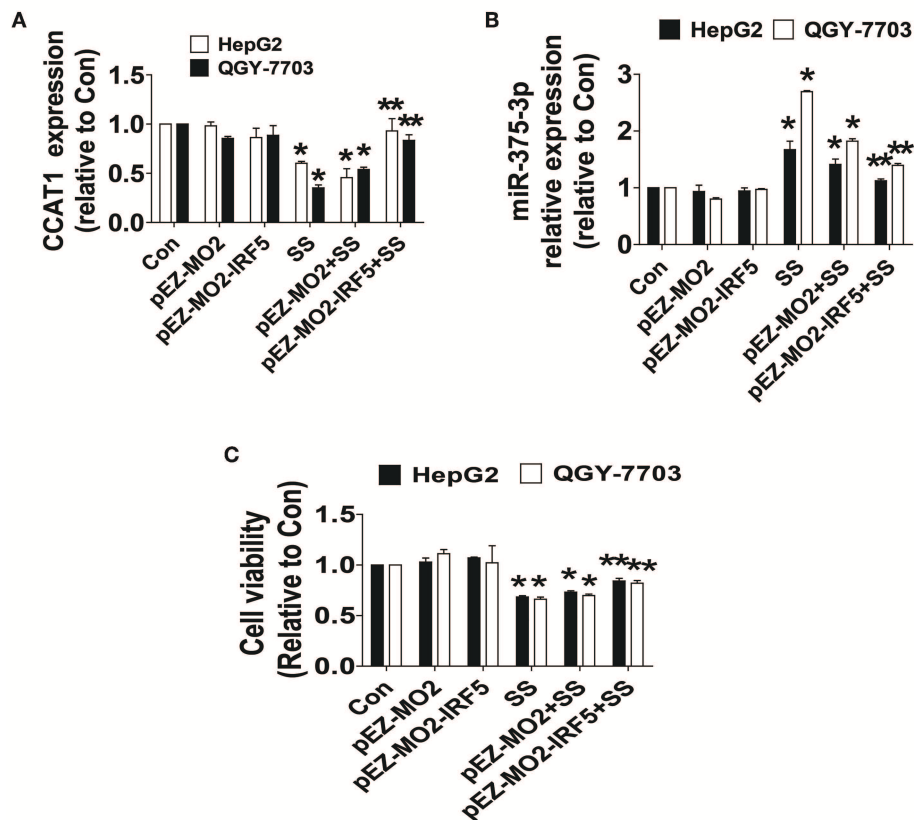 A
HepG2
QGY-7703
CCAT1 expression
(relative to Con)
1.5
1.0
0.5
0.0
* * * * ** **
Con
pEZ-MO2
pEZ-MO2-IRF5
SS
pEZ-MO2+SS
pEZ-MO2-IRF5+SS
B
HepG2 QGY-7703
miR-375-3p
relative expression
(relative to Con)
3
2
1
0
* * * * ** **
Con
pEZ-MO2
pEZ-MO2-IRF5
SS
pEZ-MO2+SS
pEZ-MO2-IRF5+SS
C
HepG2 QGY-7703
Cell viability
(Relative to Con)
1.5
1.0
0.5
0.0
* * * * ** **
Con
pEZ-MO2
pEZ-MO2-IRF5
SS
pEZ-MO2+SS
pEZ-MO2-IRF5+SS